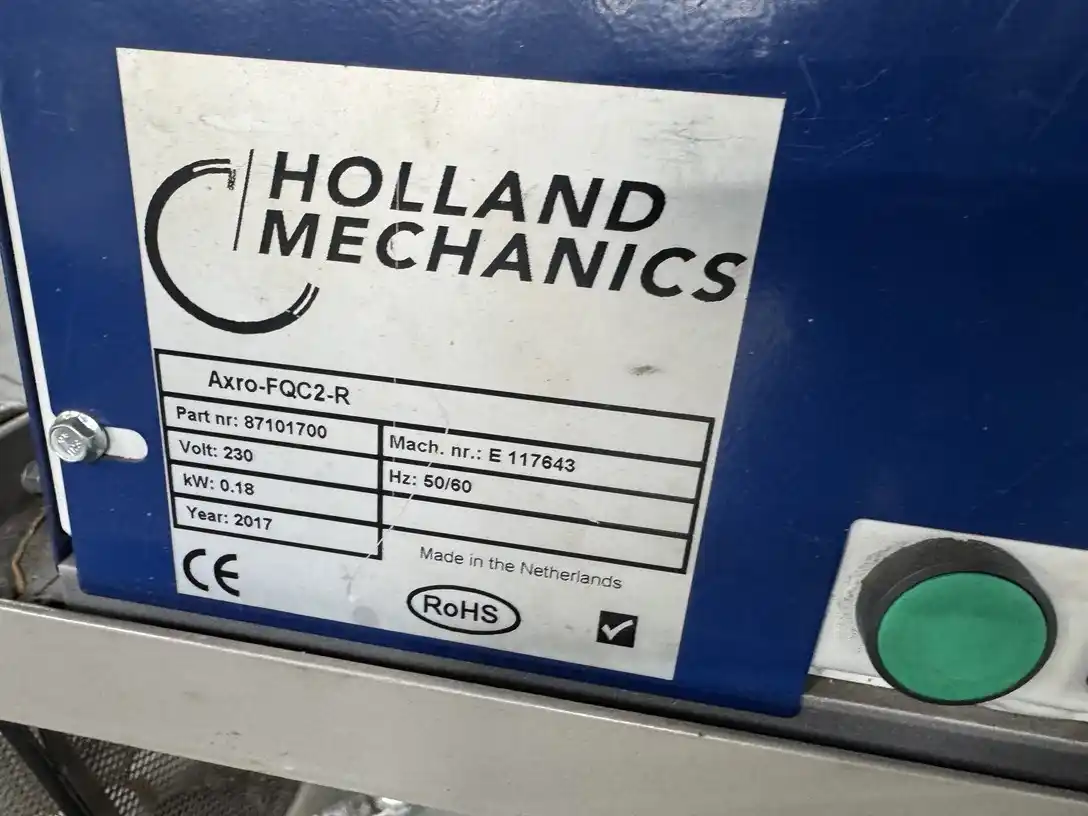 HOLLAND
MECHANICS
Axro-FQC2-R
Part nr: 87101700
Mach. nr.: E 117643
Volt: 230
Hz: 50/60
kW: 0.18
Year: 2017
Made in the Netherlands
CE
RoHS